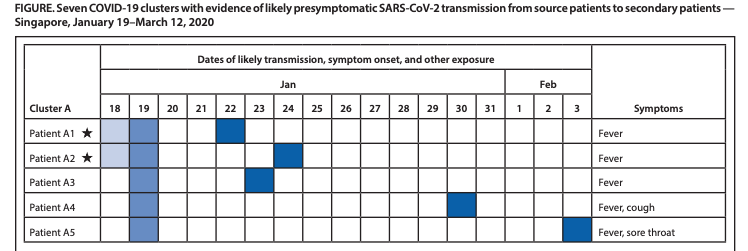 FIGURE. Seven COVID-19 clusters with evidence of likely presymptomatic SARS-CoV-2 transmission from source patients to secondary patients —
Singapore, January 19–March 12, 2020
Dates of likely transmission, symptom onset, and other exposure
Jan Feb
Cluster A 18 19 20 21 22 23 24 25 26 27 28 29 30 31 1 2 3 Symptoms
Patient A1 ★ Fever
Patient A2 ★ Fever
Patient A3 Fever
Patient A4 Fever, cough
Patient A5 Fever, sore throat